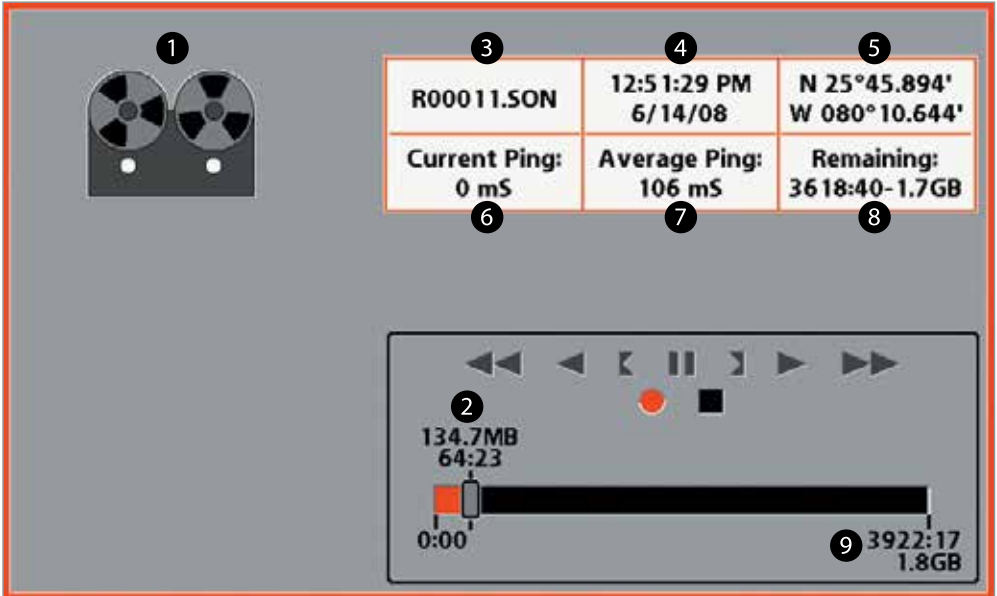 1
3
4
5
R00011.SON
12:51:29 PM
6/14/08
N 25°45.894'
W 080°10.644'
Current Ping:
0 mS
Average Ping:
106 mS
Remaining:
3618:40-1.7GB
6
7
8
2
134.7MB
64:23
0:00
9
3922:17
1.8GB